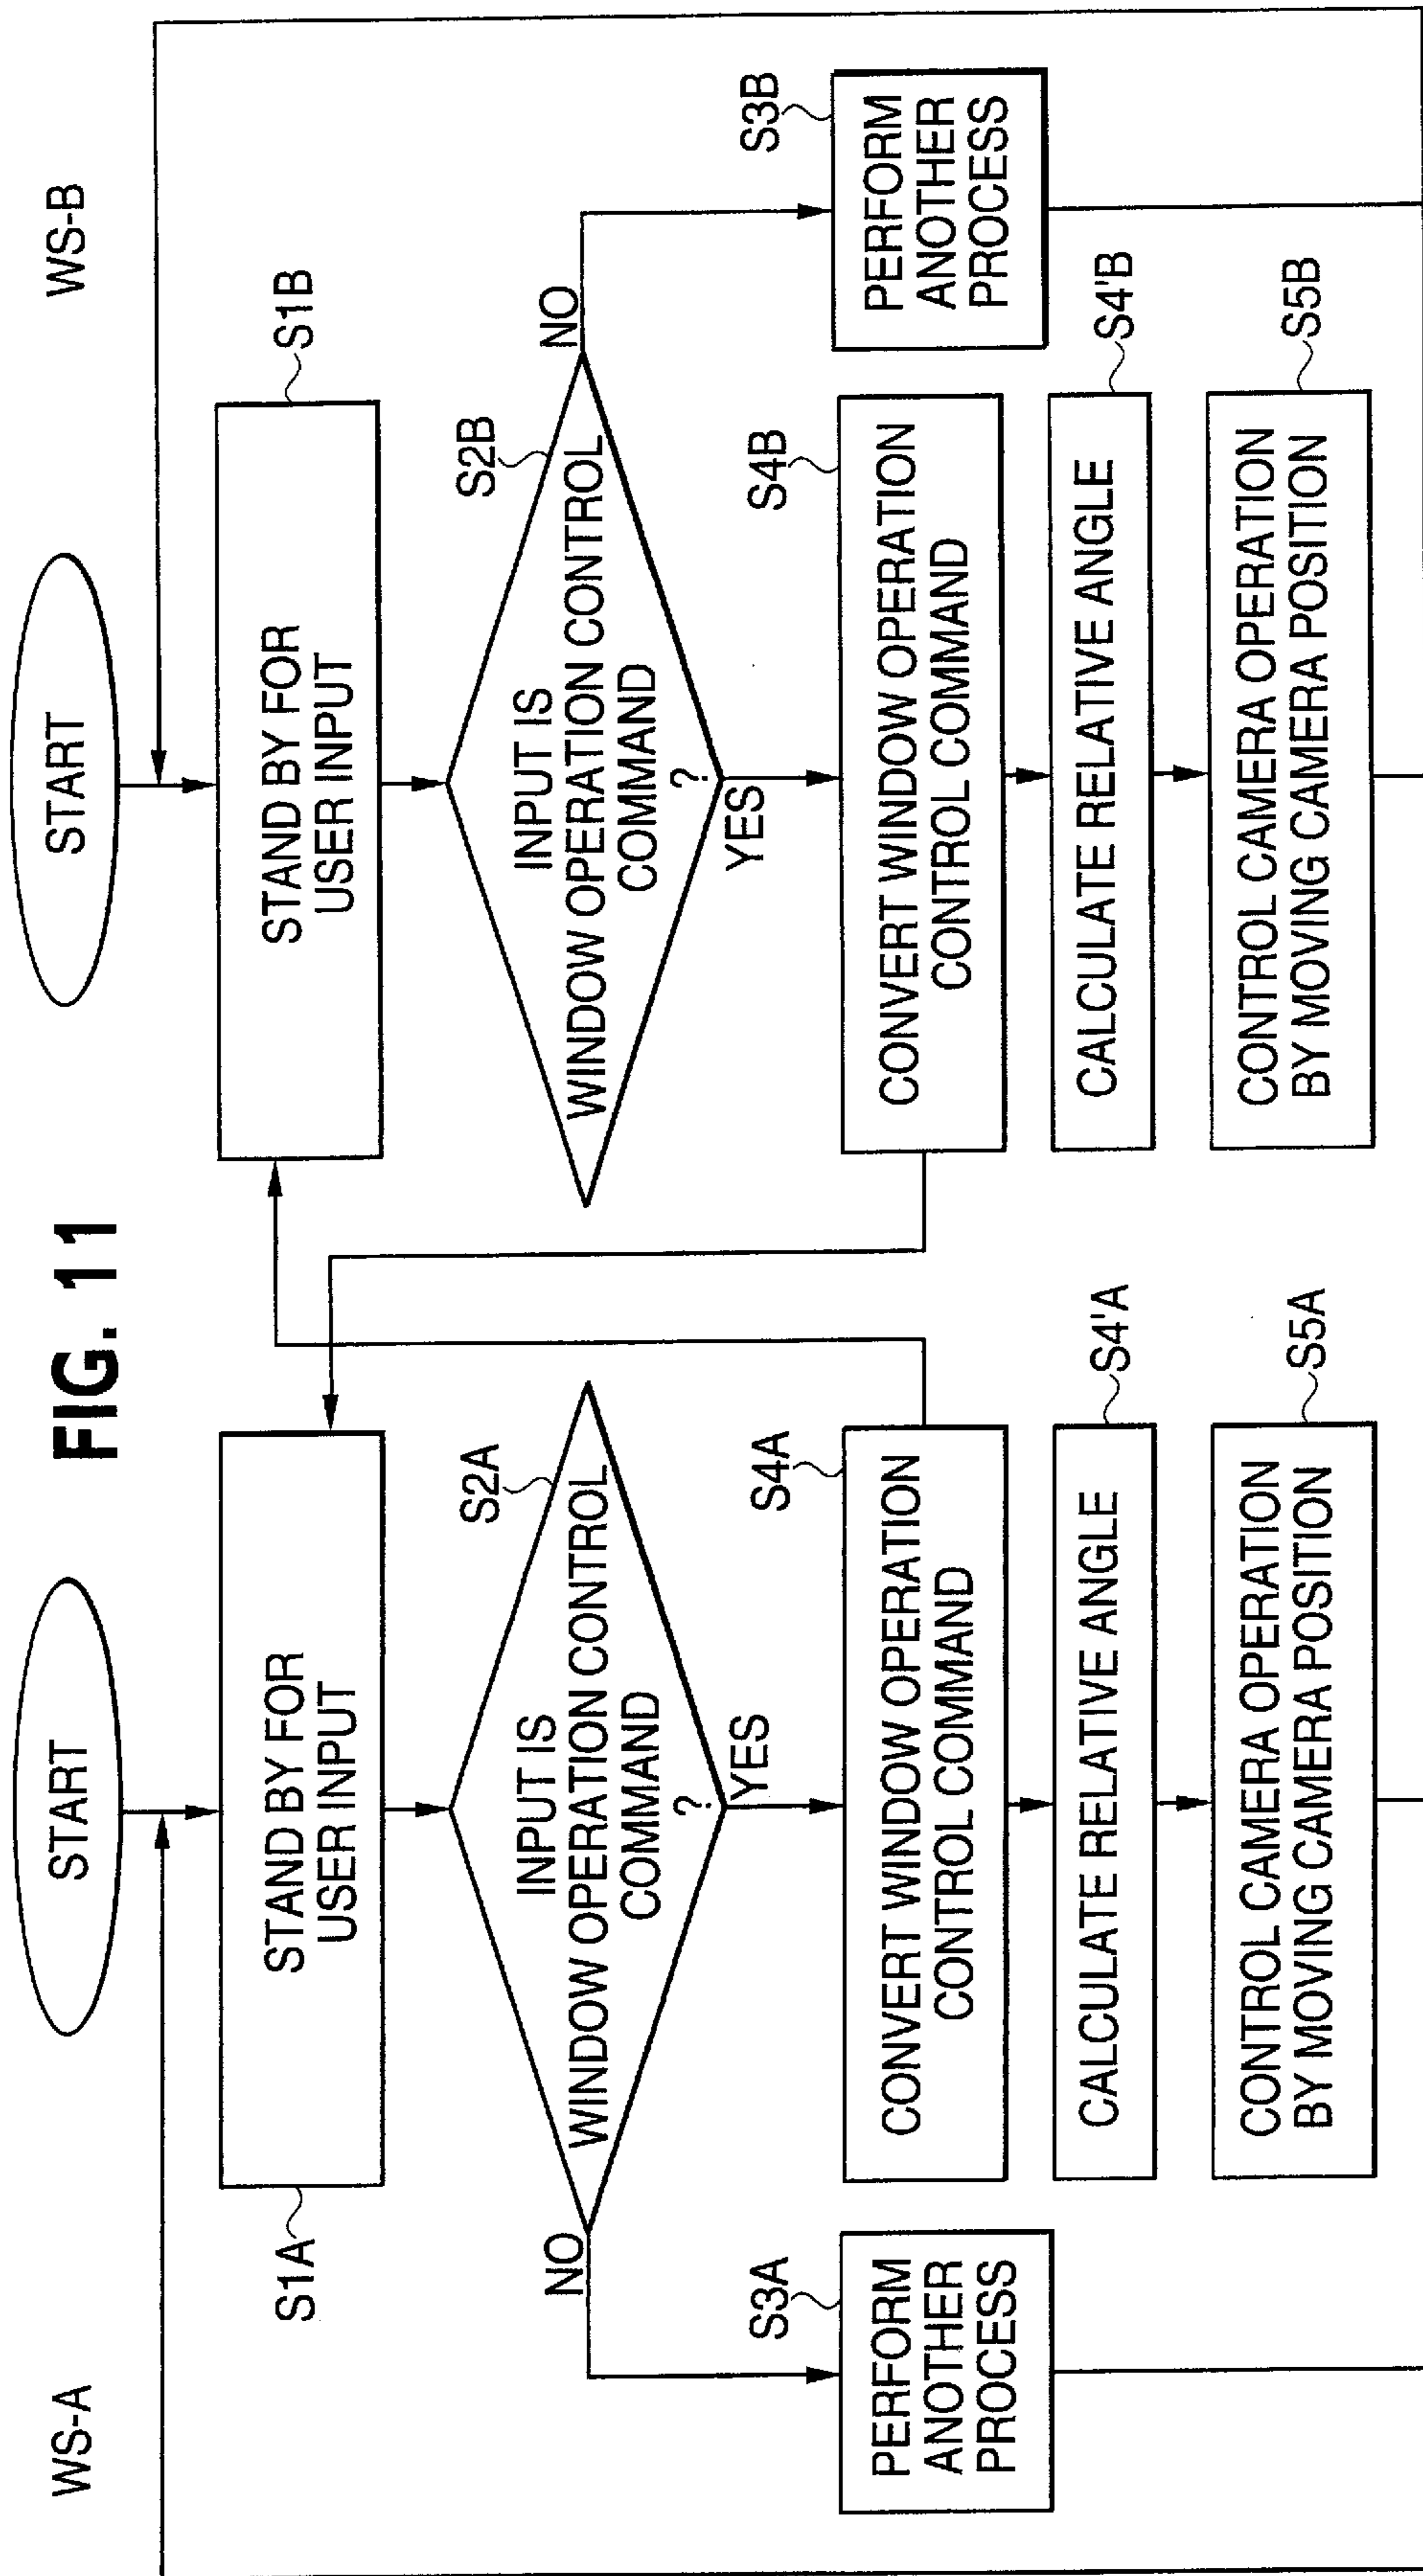 FIG. 11
WS-A
START
S1A
STAND BY FOR
USER INPUT
S2A
INPUT IS
WINDOW OPERATION CONTROL
COMMAND
?
NO
YES
S3A
PERFORM
ANOTHER
PROCESS
S4A
CONVERT WINDOW OPERATION
CONTROL COMMAND
S4'A
CALCULATE RELATIVE ANGLE
S5A
CONTROL CAMERA OPERATION
BY MOVING CAMERA POSITION
WS-B
START
S1B
STAND BY FOR
USER INPUT
S2B
INPUT IS
WINDOW OPERATION CONTROL
COMMAND
?
NO
YES
S3B
PERFORM
ANOTHER
PROCESS
S4B
CONVERT WINDOW OPERATION
CONTROL COMMAND
S4'B
CALCULATE RELATIVE ANGLE
S5B
CONTROL CAMERA OPERATION
BY MOVING CAMERA POSITION